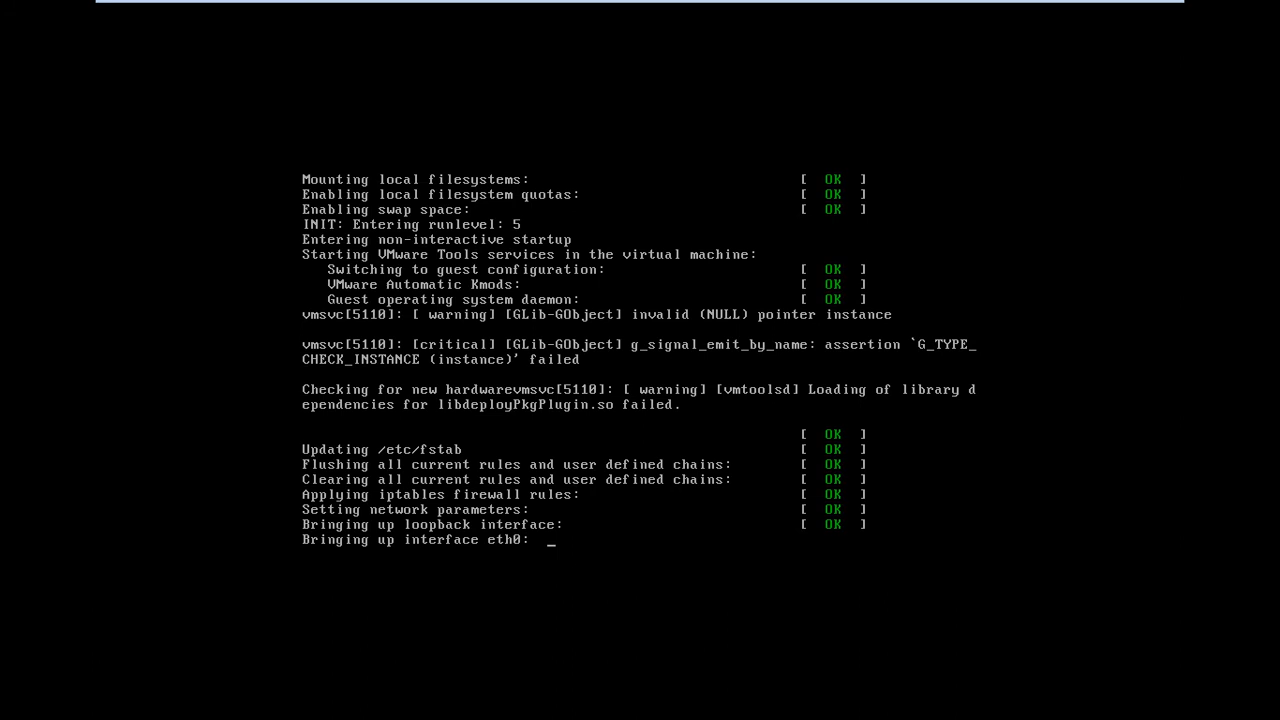 Mounting local filesystems: [ OK ]
Enabling local filesystem quotas: [ OK ]
Enabling swap space: [ OK ]
INIT: Entering runlevel: 5
Entering non-interactive startup
Starting VMware Tools services in the virtual machine:
Switching to guest configuration: [ OK ]
VMware Automatic Kmods: [ OK ]
Guest operating system daemon: [ OK ]
vmsvc[5110]: [ warning] [GLib-GObject] invalid (NULL) pointer instance
vmsvc[5110]: [critical] [GLib-GObject] g_signal_emit_by_name: assertion `G_TYPE_
CHECK_INSTANCE (instance)' failed
Checking for new hardwarevmsvc[5110]: [ warning] [vmtoolsd] Loading of library d
ependencies for libdeployPkgPlugin.so failed.
[ OK ]
Updating /etc/fstab [ OK ]
Flushing all current rules and user defined chains: [ OK ]
Clearing all current rules and user defined chains: [ OK ]
Applying iptables firewall rules: [ OK ]
Setting network parameters: [ OK ]
Bringing up loopback interface: [ OK ]
Bringing up interface eth0: _